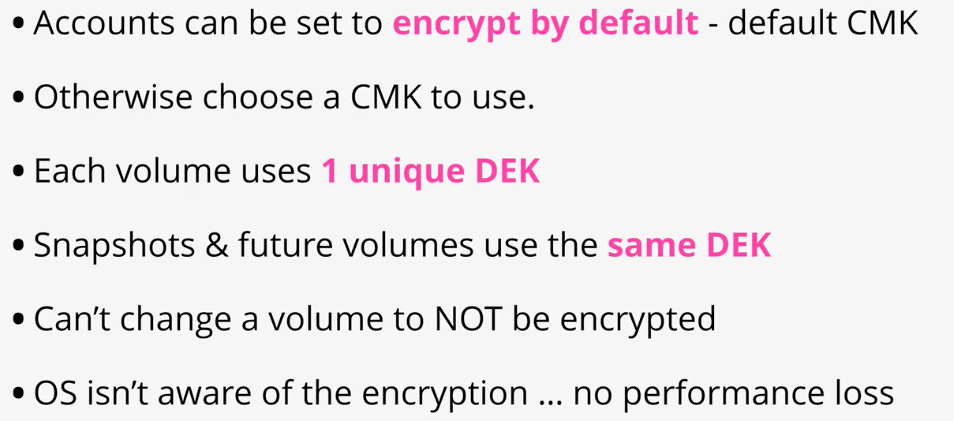 • Accounts can be set to encrypt by default - default CMK
• Otherwise choose a CMK to use.
• Each volume uses 1 unique DEK
• Snapshots & future volumes use the same DEK
• Can’t change a volume to NOT be encrypted
• OS isn’t aware of the encryption ... no performance loss